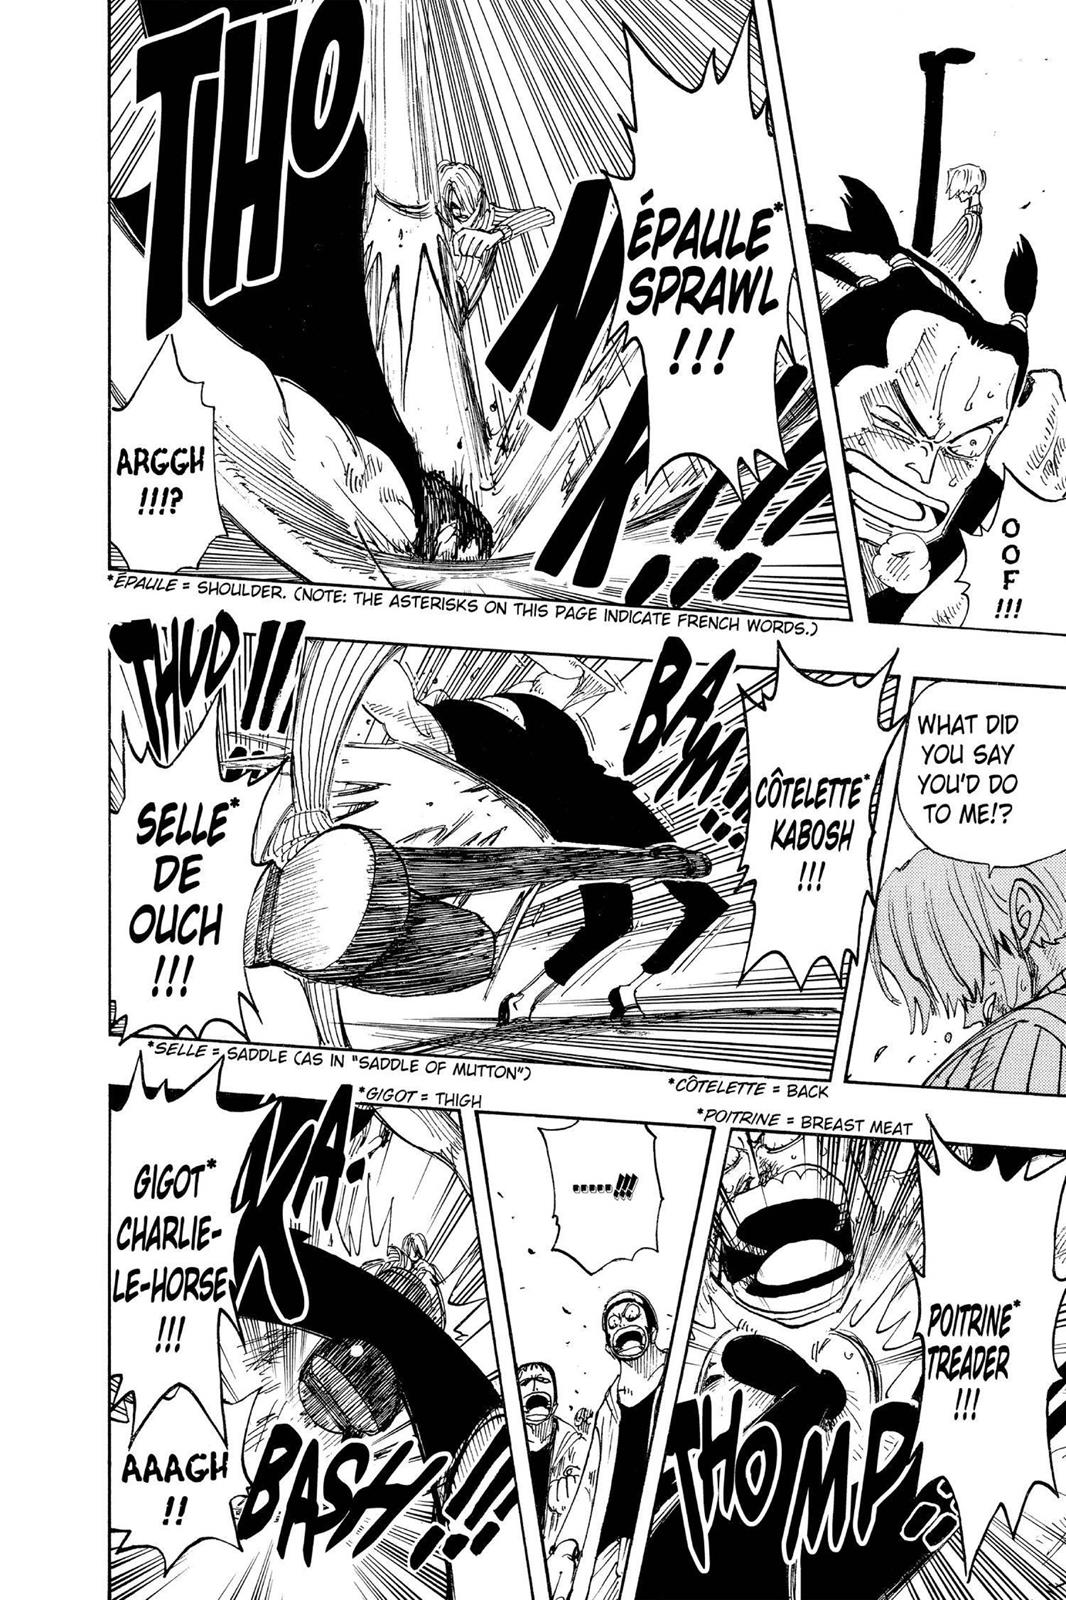 OOF!!!
ÉPAULE*
SPRAWL
!!!
THONNK!!!
ARGGH
!!!?
*ÉPAULE = SHOULDER. (NOTE: THE ASTERISKS ON THIS PAGE INDICATE FRENCH WORDS.)
WHAT DID
YOU SAY
YOU'D DO
TO ME!?
CÔTELETTE*
KABOSH
!!!
BAM!!!
THUD!!!
SELLE*
DE
OUCH
!!!
*CÔTELETTE = BACK
*SELLE = SADDLE (AS IN "SADDLE OF MUTTON")
*POITRINE = BREAST MEAT
*GIGOT = THIGH
POITRINE*
TREADER
!!!
THOMP!!
......!!!
KA-
BASH!!!
GIGOT*
CHARLIE-
LE-HORSE
!!!
AAAGH
!!